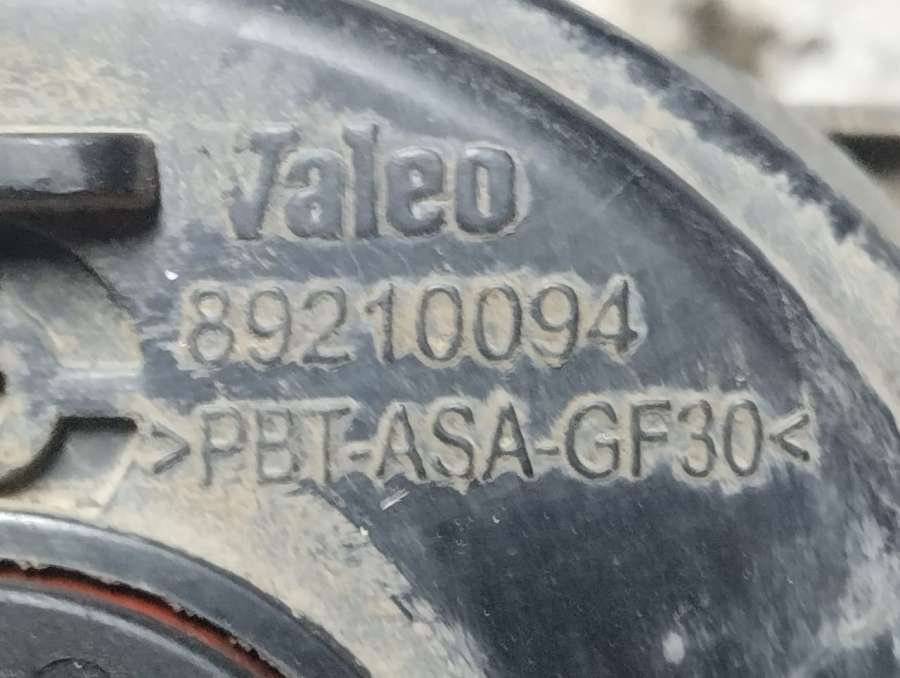 Valeo
89210094
>PBT-ASA-GF30<